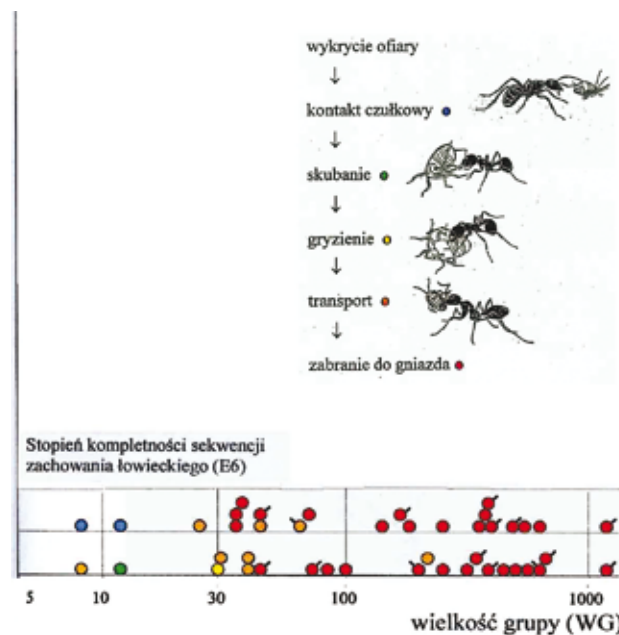 wykrycie ofiary
↓
kontakt czułkowy
↓
skubanie
↓
gryzienie
↓
transport
↓
zabranie do gniazda
Stopień kompletności sekwencji
zachowania łowieckiego (E6)
5 10 30 100 1000
wielkość grupy (WG)